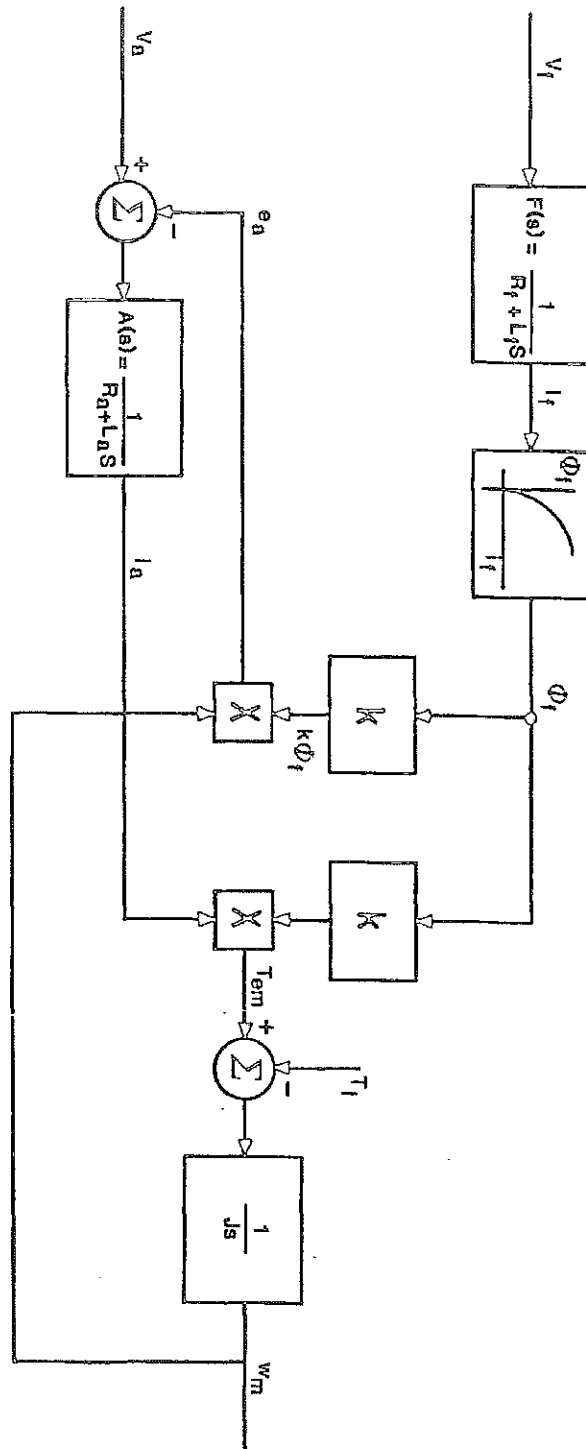 V_f
F(s) = 1 / (R_f + L_f S)
I_f
Φ_f
I_f
Φ_f
k
k
kΦ_f
V_a
+
Σ
-
e_a
A(s) = 1 / (R_a + L_a S)
I_a
X
X
T_em
+
Σ
-
T_l
1 / Js
w_m